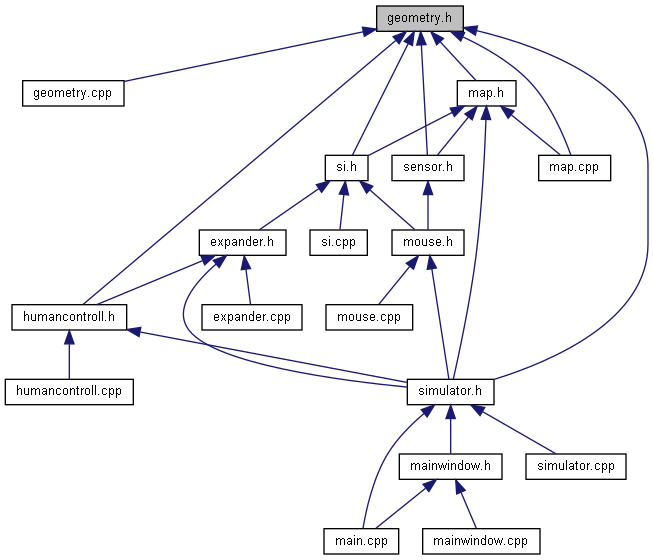 geometry.h
geometry.cpp
map.h
si.h
sensor.h
map.cpp
expander.h
si.cpp
mouse.h
humancontroll.h
expander.cpp
mouse.cpp
humancontroll.cpp
simulator.h
mainwindow.h
simulator.cpp
main.cpp
mainwindow.cpp